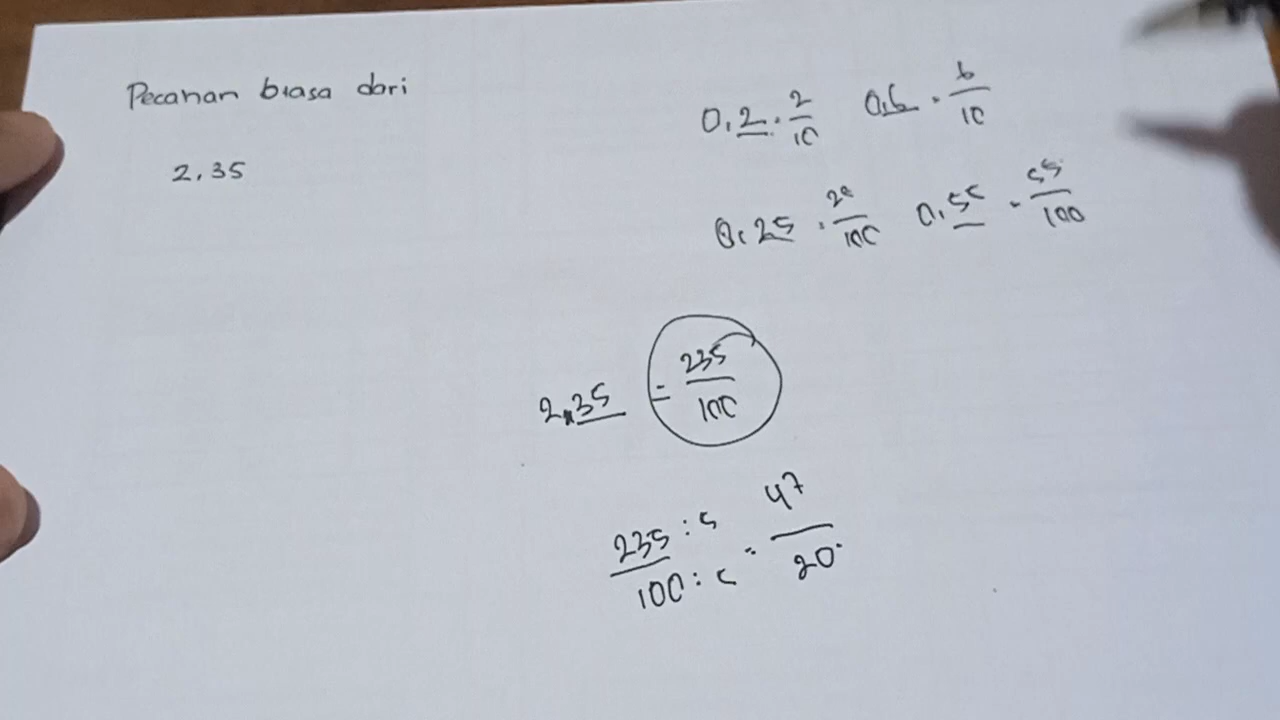 Pecahan biasa dari
2,35
0,2 = 2/10 0,6 = 6/10
0,25 = 25/100 0,55 = 55/100
2,35 = 235/100
235 : 5 / 100 : 5 = 47/20